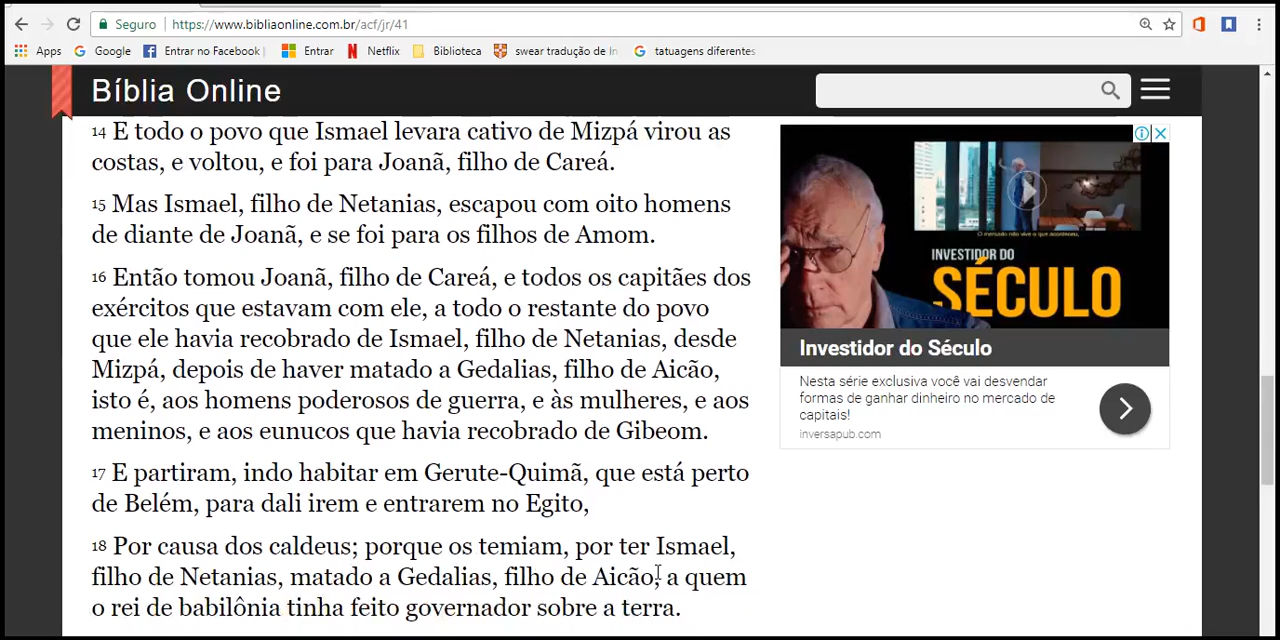 Seguro https://www.bibliaonline.com.br/acf/jr/41
Apps Google Entrar no Facebook Entrar Netflix Biblioteca swear tradução de In tatuagens diferentes
Bíblia Online
14 E todo o povo que Ismael levara cativo de Mizpá virou as
costas, e voltou, e foi para Joanã, filho de Careá.
15 Mas Ismael, filho de Netanias, escapou com oito homens
de diante de Joanã, e se foi para os filhos de Amom.
16 Então tomou Joanã, filho de Careá, e todos os capitães dos
exércitos que estavam com ele, a todo o restante do povo
que ele havia recobrado de Ismael, filho de Netanias, desde
Mizpá, depois de haver matado a Gedalias, filho de Aicão,
isto é, aos homens poderosos de guerra, e às mulheres, e aos
meninos, e aos eunucos que havia recobrado de Gibeom.
17 E partiram, indo habitar em Gerute-Quimã, que está perto
de Belém, para dali irem e entrarem no Egito,
18 Por causa dos caldeus; porque os temiam, por ter Ismael,
filho de Netanias, matado a Gedalias, filho de Aicão, a quem
o rei de babilônia tinha feito governador sobre a terra.
O mercado não vive o que aconteceu,
INVESTIDOR DO
SÉCULO
Investidor do Século
Nesta série exclusiva você vai desvendar
formas de ganhar dinheiro no mercado de
capitais!
inversapub.com